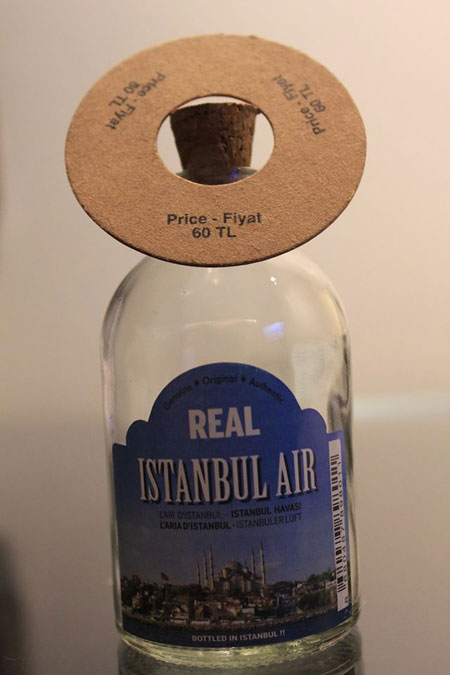 Price - Fiyat
60 TL
Price - Fiyat
60 TL
Price - Fiyat
60 TL
Genuine ★ Original ★ Authentic
REAL
ISTANBUL AIR
L'AIR D'ISTANBUL - ISTANBUL HAVASI
L'ARIA D'ISTANBUL - ISTANBULER LUFT
BOTTLED IN ISTANBUL !!